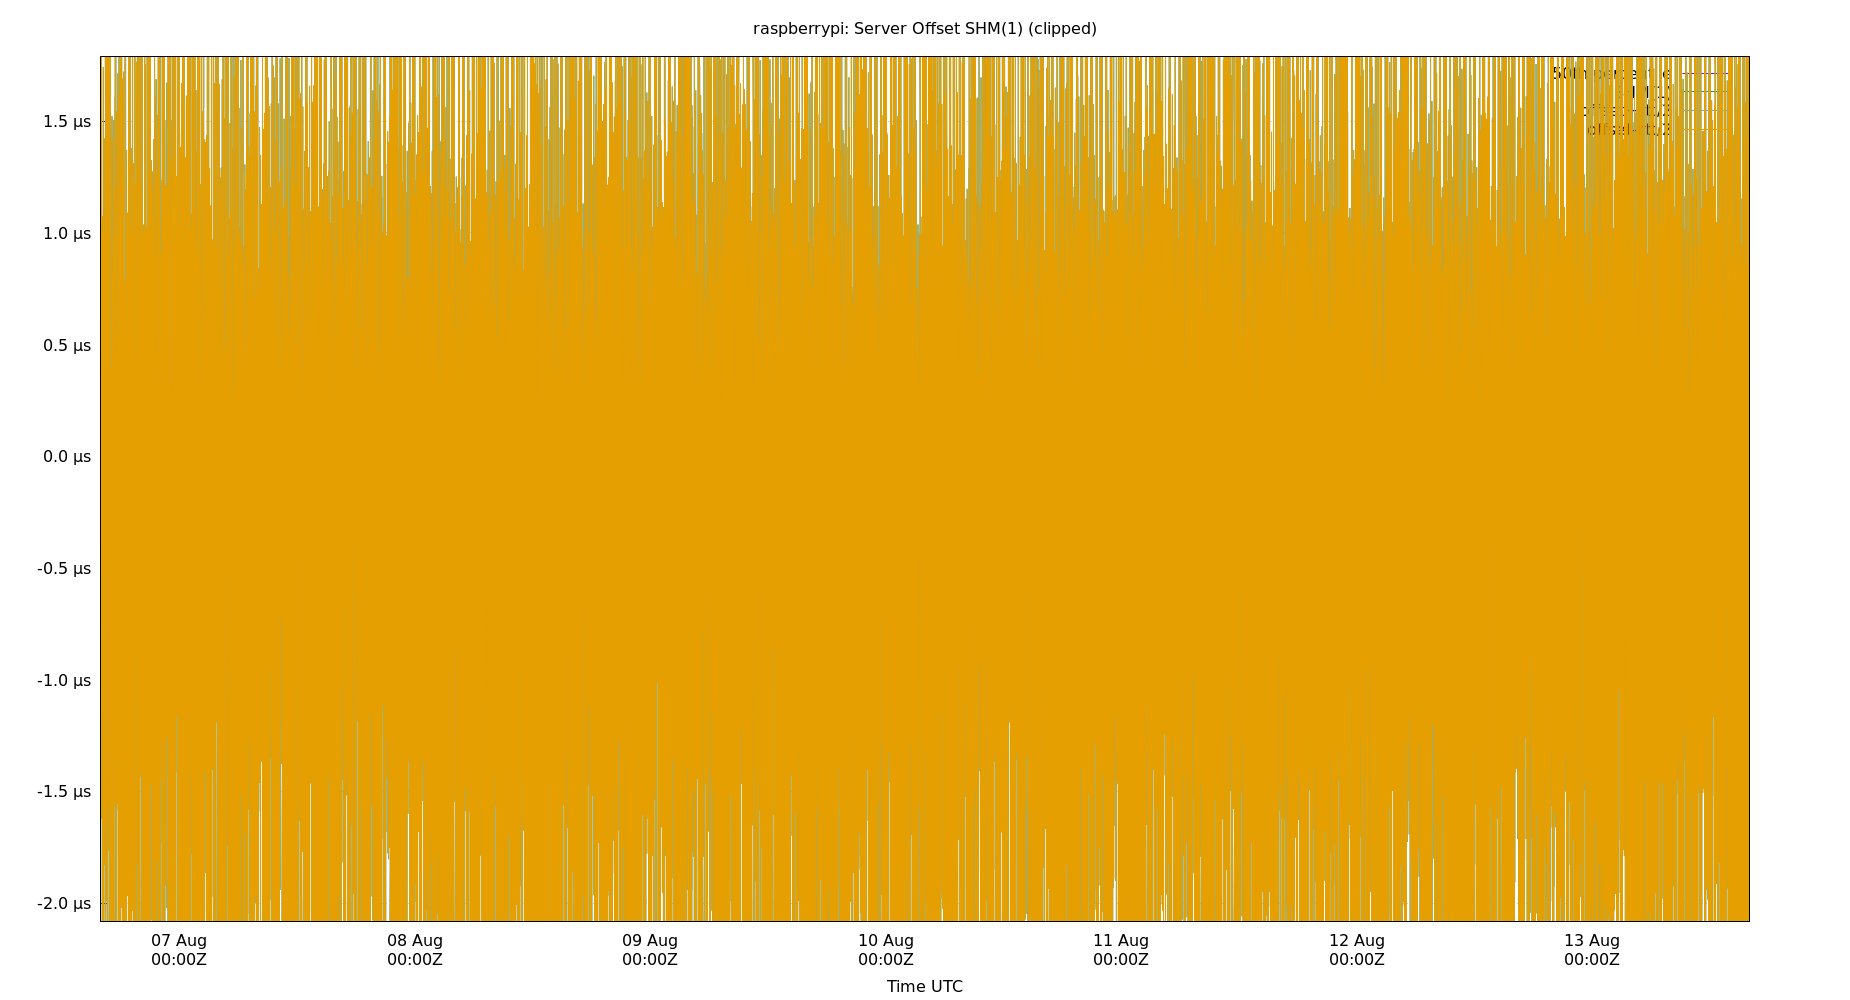 raspberrypi: Server Offset SHM(1) (clipped)
1.5 µs
1.0 µs
0.5 µs
0.0 µs
-0.5 µs
-1.0 µs
-1.5 µs
-2.0 µs
07 Aug 08 Aug 09 Aug 10 Aug 11 Aug 12 Aug 13 Aug
00:00Z 00:00Z 00:00Z 00:00Z 00:00Z 00:00Z 00:00Z
Time UTC